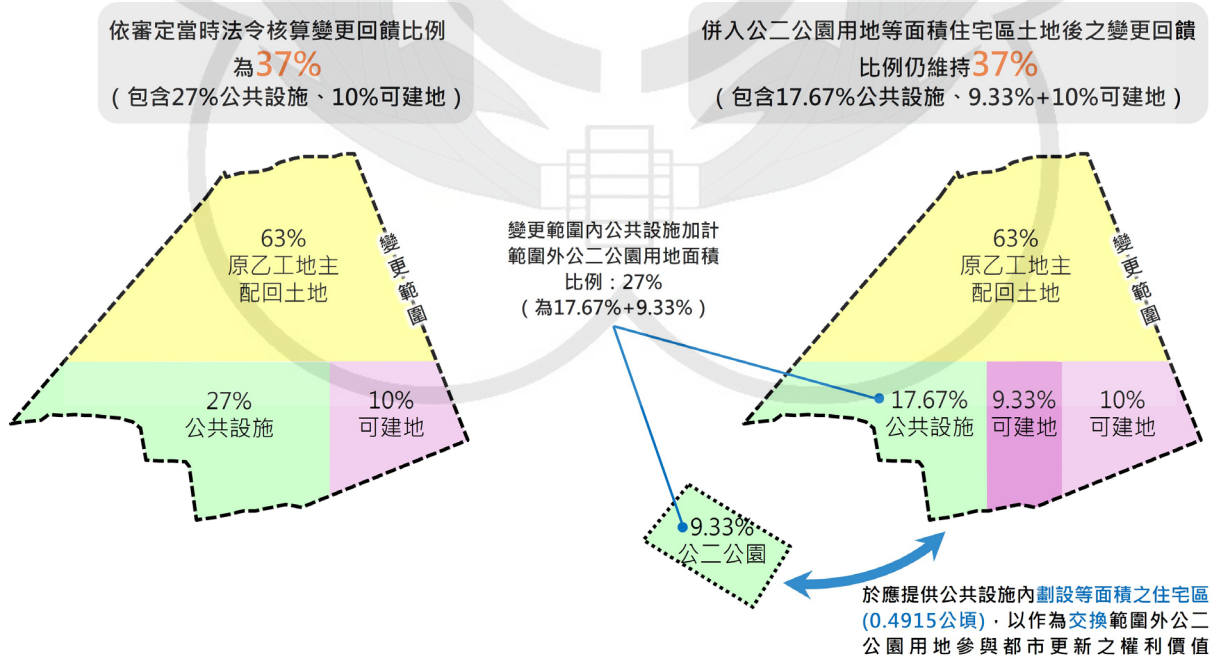 依審定當時法令核算變更回饋比例
為37%
(包含27%公共設施、10%可建地)
併入公二公園用地等面積住宅區土地後之變更回饋
比例仍維持37%
(包含17.67%公共設施、9.33%+10%可建地)
63%
原乙工地主
配回土地
變更範圍
27%
公共設施
10%
可建地
變更範圍內公共設施加計
範圍外公二公園用地面積
比例:27%
(為17.67%+9.33%)
63%
原乙工地主
配回土地
變更範圍
17.67%
公共設施
9.33%
可建地
10%
可建地
9.33%
公二公園
於應提供公共設施內劃設等面積之住宅區
(0.4915公頃),以作為交換範圍外公二
公園用地參與都市更新之權利價值